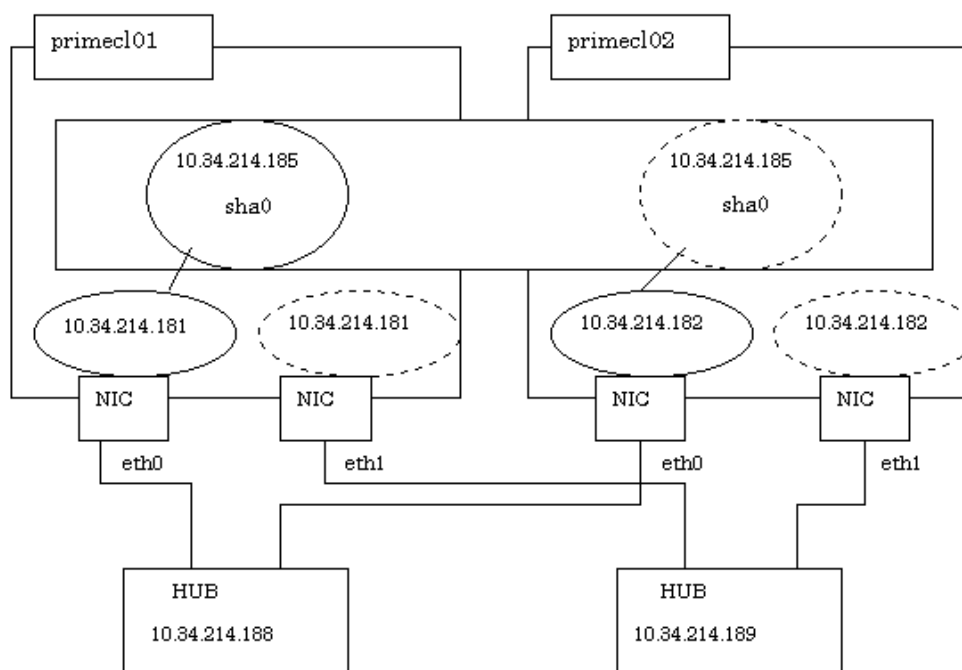 primecl01
primecl02
10.34.214.185
sha0
10.34.214.185
sha0
10.34.214.181
10.34.214.181
10.34.214.182
10.34.214.182
NIC
NIC
NIC
NIC
eth0
eth1
eth0
eth1
HUB
10.34.214.188
HUB
10.34.214.189